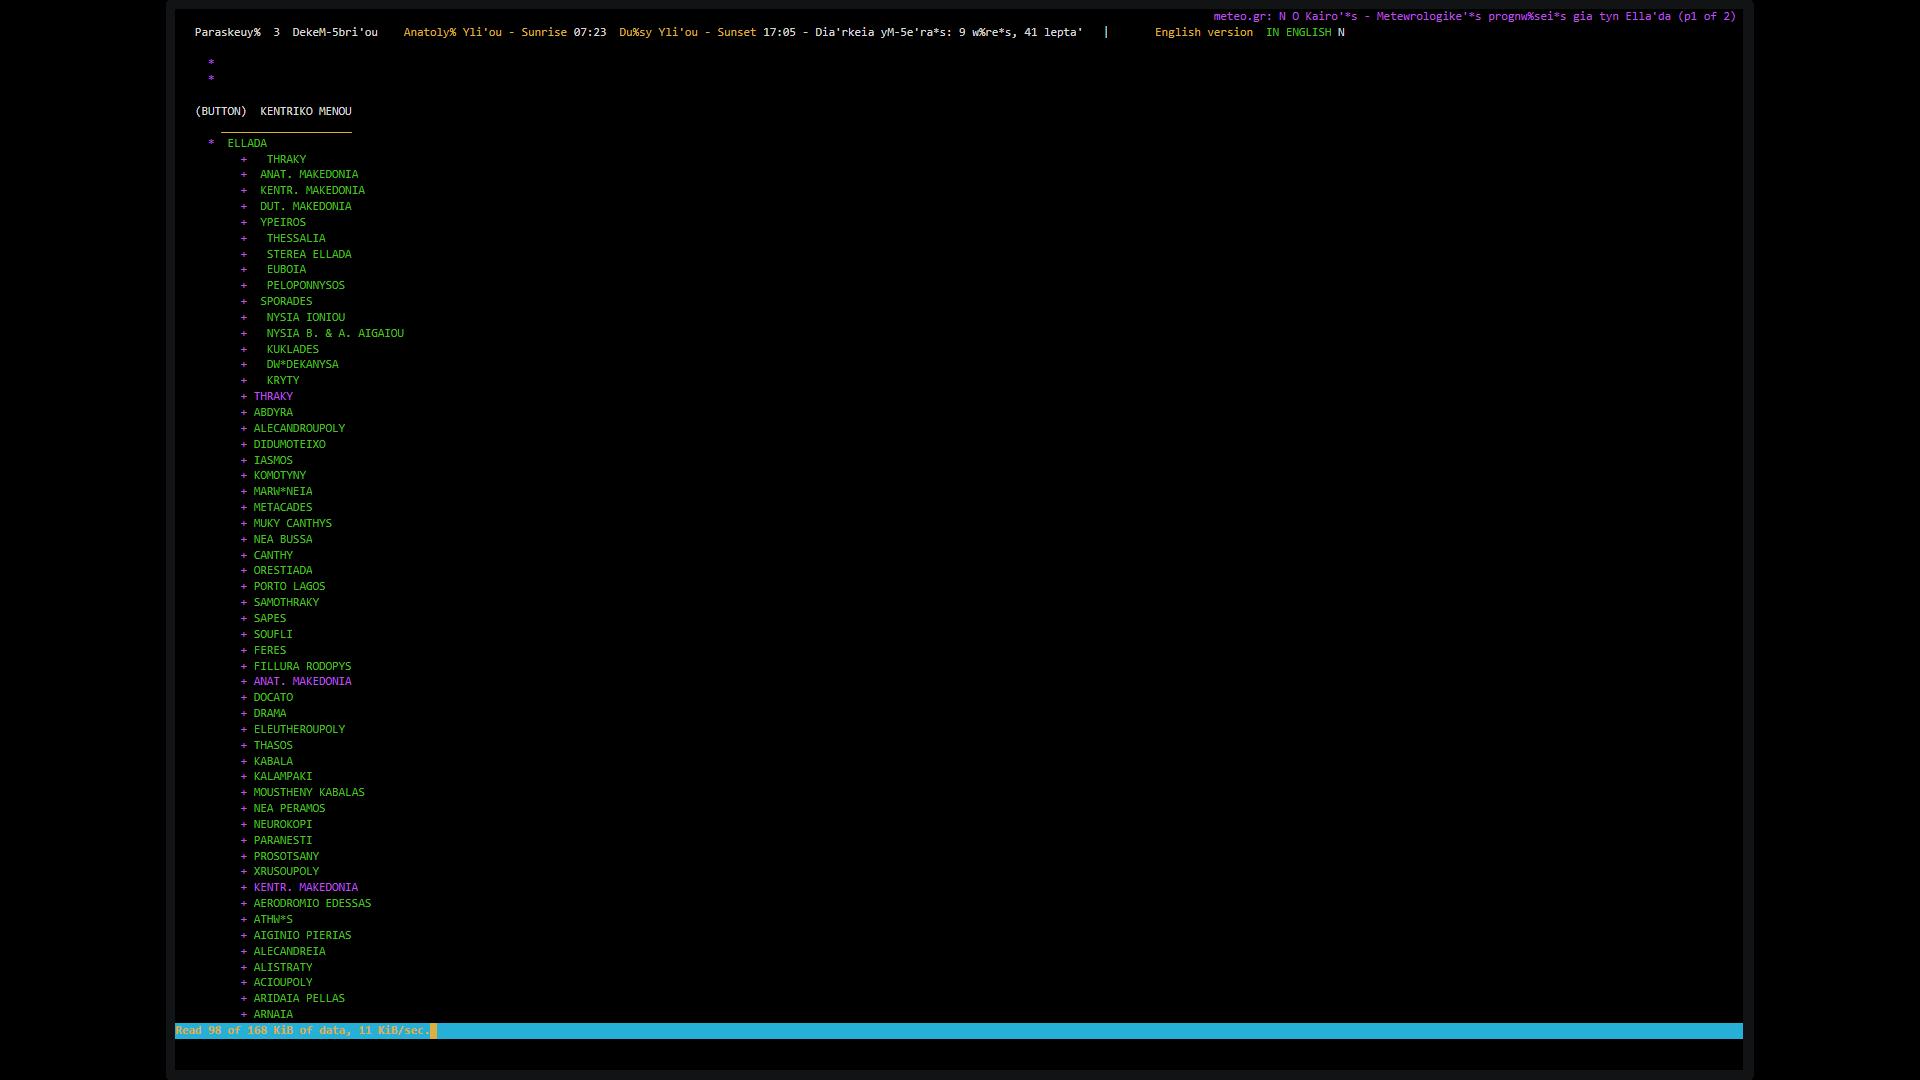 meteo.gr: N O Kairo'*s - Metewrologike'*s prognw%sei*s gia tyn Ella'da (p1 of 2)
Paraskeuy%  3  DekeM-5bri'ou    Anatoly% Yli'ou - Sunrise 07:23  Du%sy Yli'ou - Sunset 17:05 - Dia'rkeia yM-5e'ra*s: 9 w%re*s, 41 lepta'   |       English version  IN ENGLISH N
*
*
(BUTTON)  KENTRIKO MENOU
____________________
*  ELLADA
+   THRAKY
+  ANAT. MAKEDONIA
+  KENTR. MAKEDONIA
+  DUT. MAKEDONIA
+  YPEIROS
+   THESSALIA
+   STEREA ELLADA
+   EUBOIA
+   PELOPONNYSOS
+  SPORADES
+   NYSIA IONIOU
+   NYSIA B. & A. AIGAIOU
+   KUKLADES
+   DW*DEKANYSA
+   KRYTY
+ THRAKY
+ ABDYRA
+ ALECANDROUPOLY
+ DIDUMOTEIXO
+ IASMOS
+ KOMOTYNY
+ MARW*NEIA
+ METACADES
+ MUKY CANTHYS
+ NEA BUSSA
+ CANTHY
+ ORESTIADA
+ PORTO LAGOS
+ SAMOTHRAKY
+ SAPES
+ SOUFLI
+ FERES
+ FILLURA RODOPYS
+ ANAT. MAKEDONIA
+ DOCATO
+ DRAMA
+ ELEUTHEROUPOLY
+ THASOS
+ KABALA
+ KALAMPAKI
+ MOUSTHENY KABALAS
+ NEA PERAMOS
+ NEUROKOPI
+ PARANESTI
+ PROSOTSANY
+ XRUSOUPOLY
+ KENTR. MAKEDONIA
+ AERODROMIO EDESSAS
+ ATHW*S
+ AIGINIO PIERIAS
+ ALECANDREIA
+ ALISTRATY
+ ACIOUPOLY
+ ARIDAIA PELLAS
+ ARNAIA
Read 98 of 168 KiB of data, 11 KiB/sec.